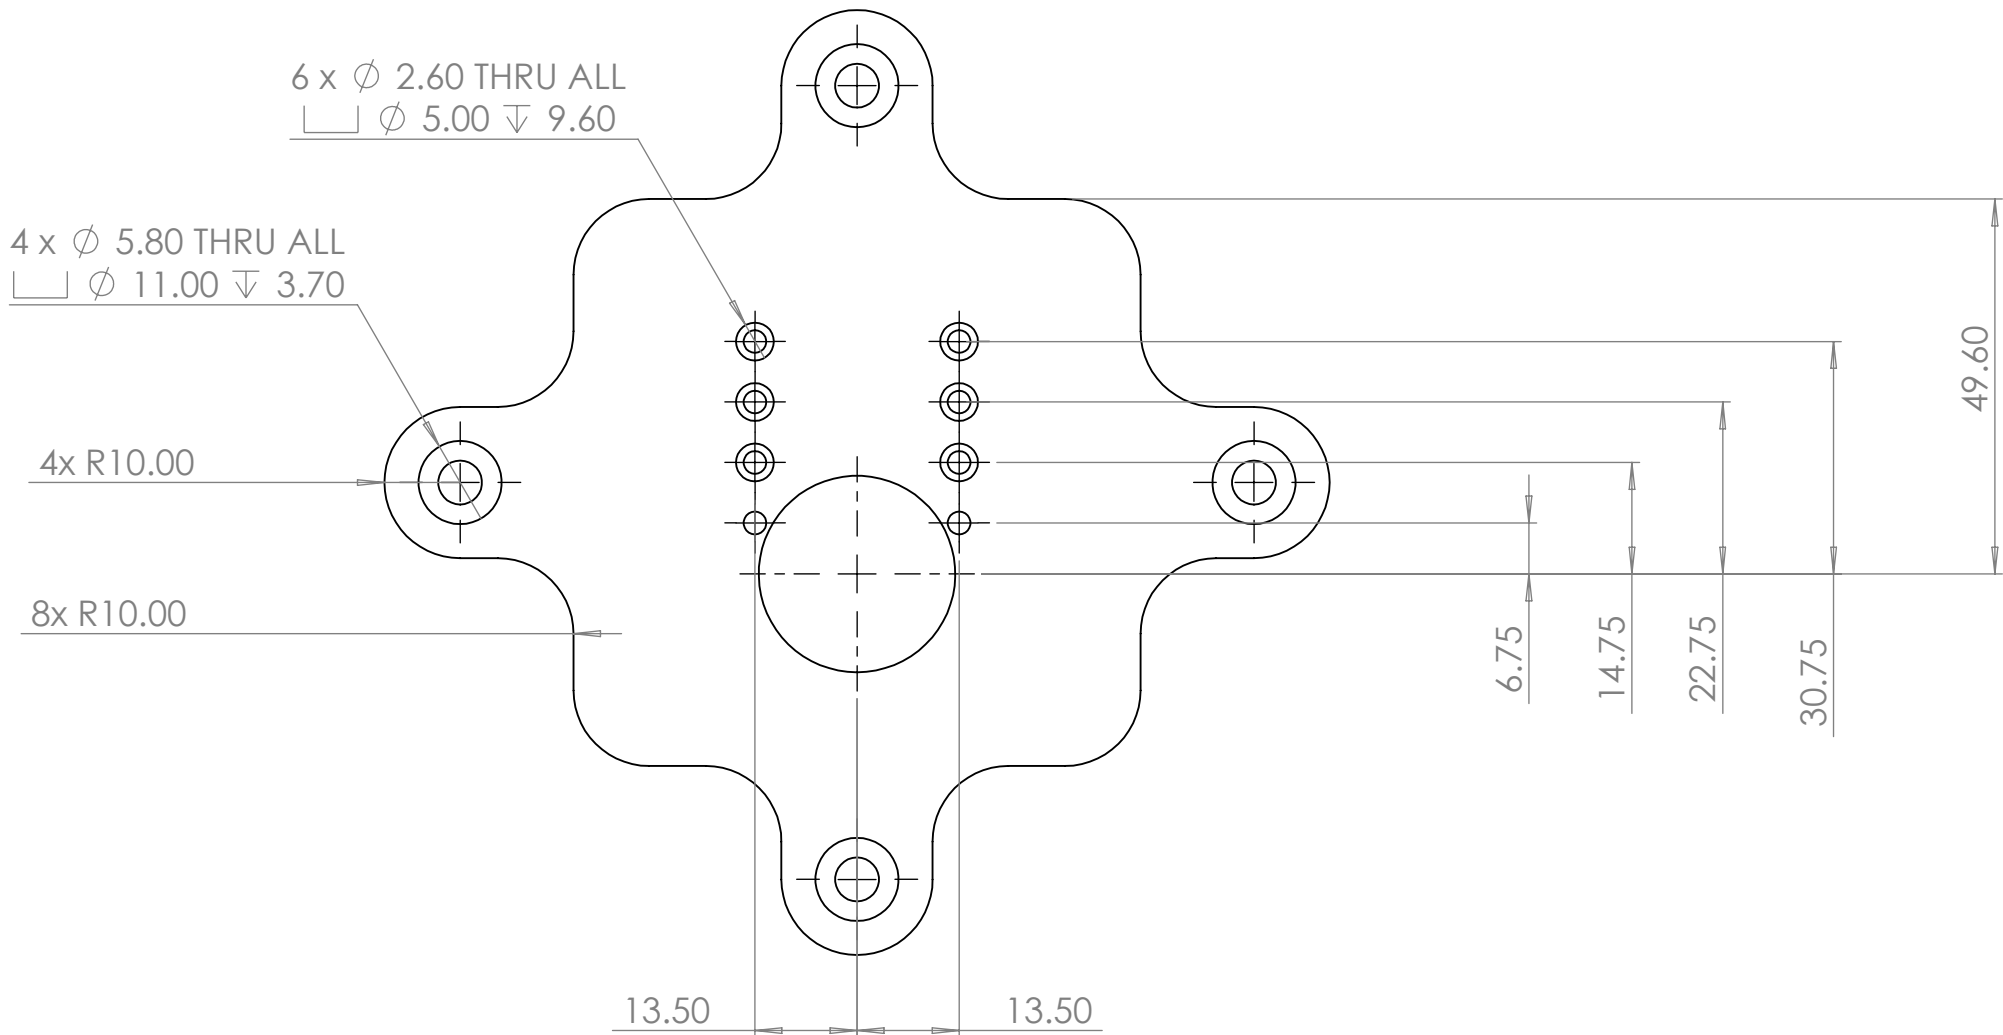 6 x ∅ 2.60 THRU ALL
⌴ ∅ 5.00 ↧ 9.60
4 x ∅ 5.80 THRU ALL
⌴ ∅ 11.00 ↧ 3.70
4x R10.00
8x R10.00
49.60
6.75
14.75
22.75
30.75
13.50
13.50